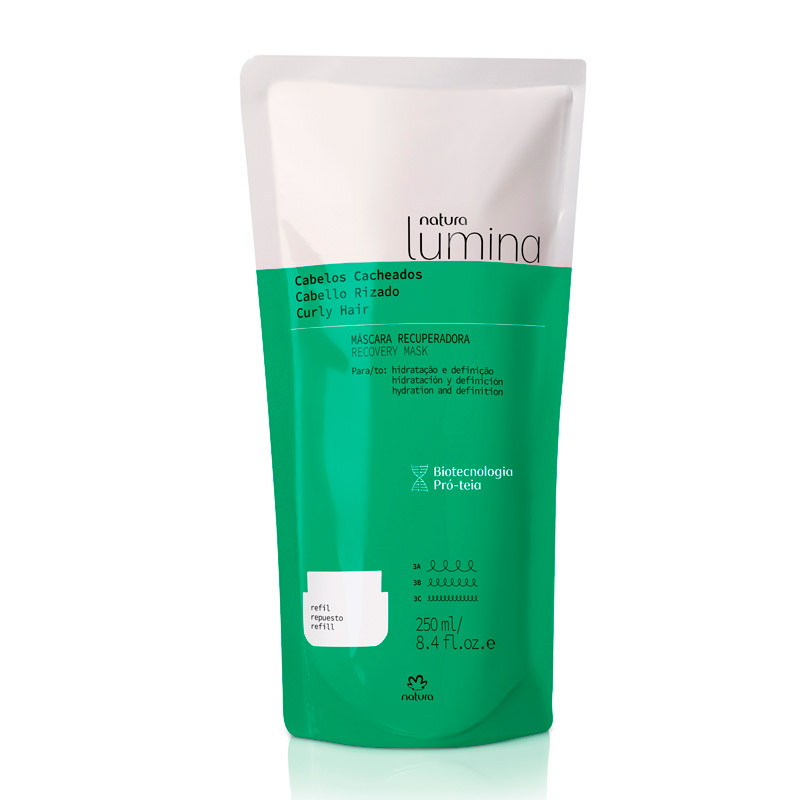 natura
lumina
Cabelos Cacheados
Cabello Rizado
Curly Hair
MÁSCARA RECUPERADORA
RECOVERY MASK
Para/to: hidratação e definição
hidratación y definición
hydration and definition
Biotecnologia
Pró-teia
3A
3B
3C
refil
repuesto
refill
250 ml/
8.4 fl.oz.e
natura